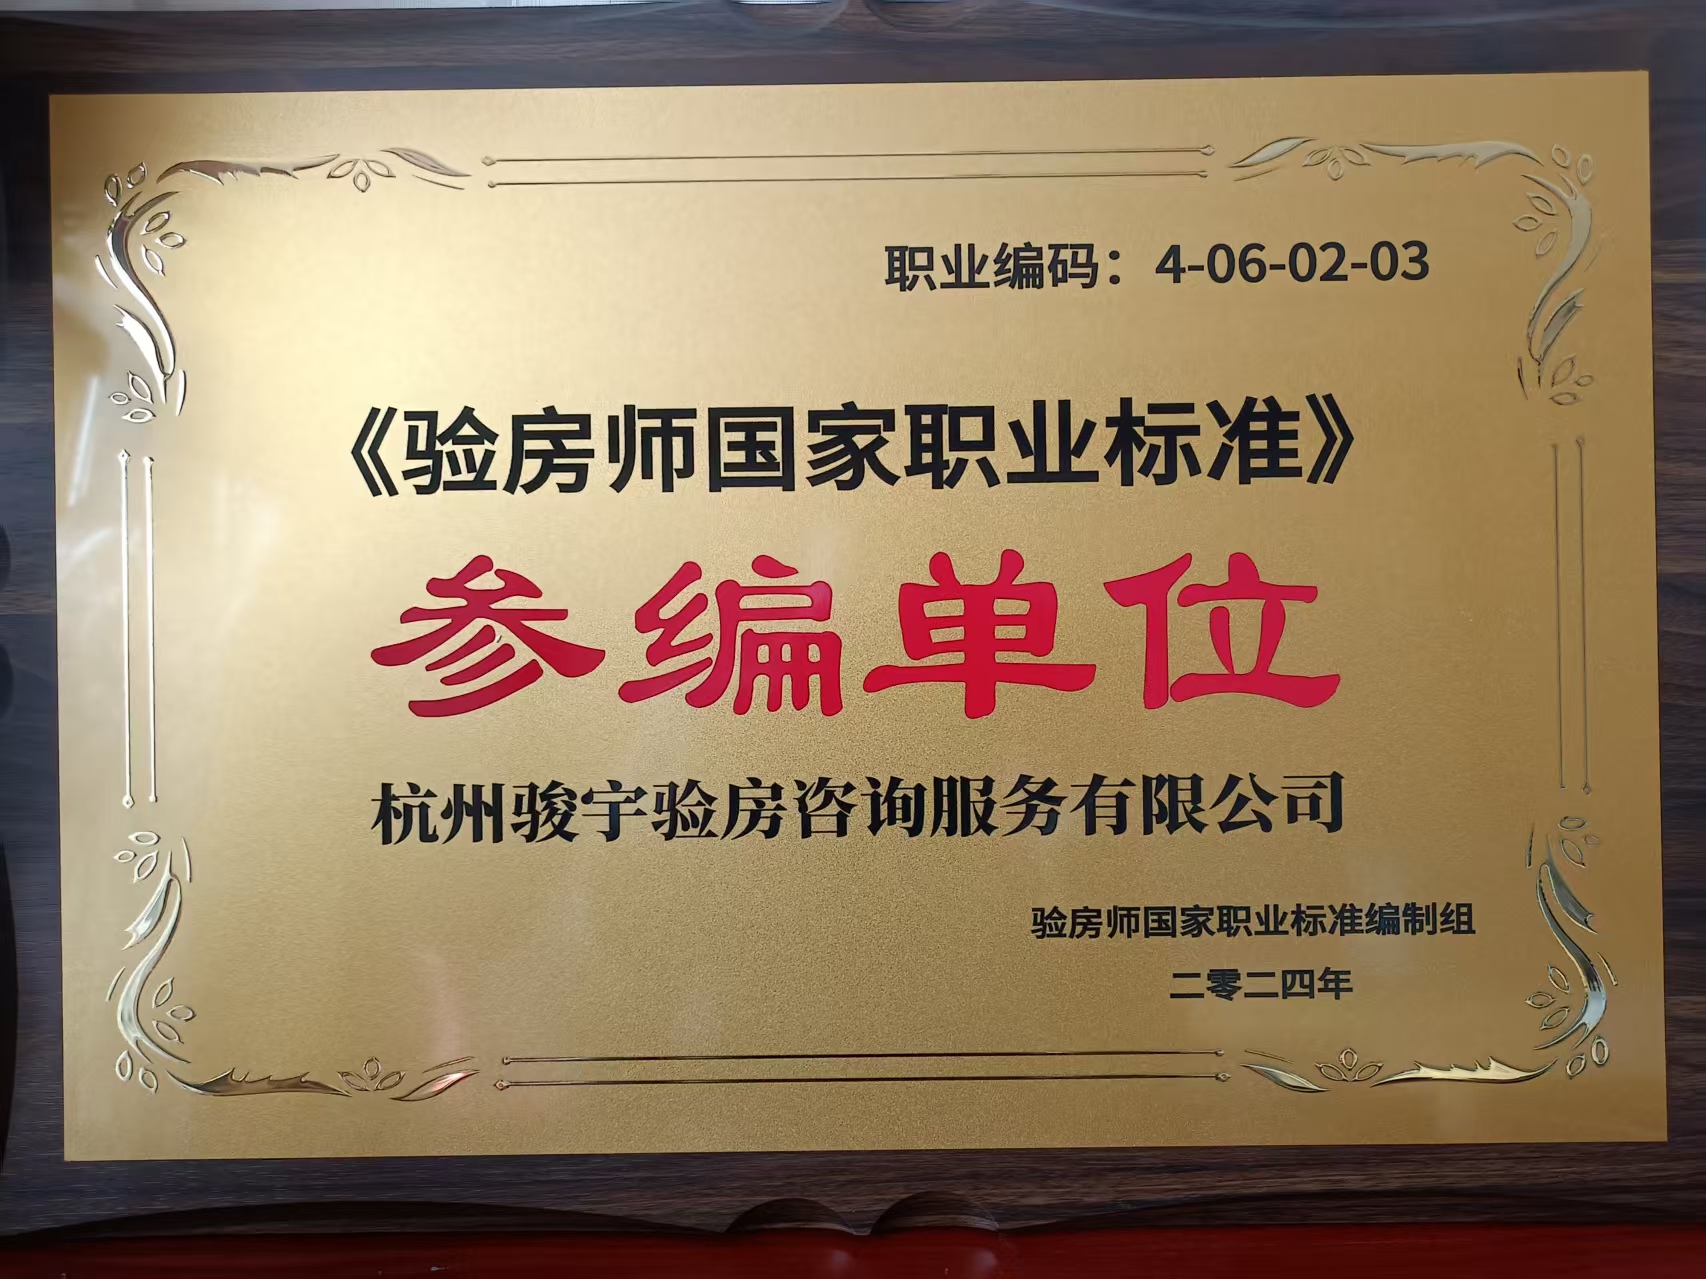 职业编码：4-06-02-03
《验房师国家职业标准》
参编单位
杭州骏宇验房咨询服务有限公司
验房师国家职业标准编制组
二零二四年